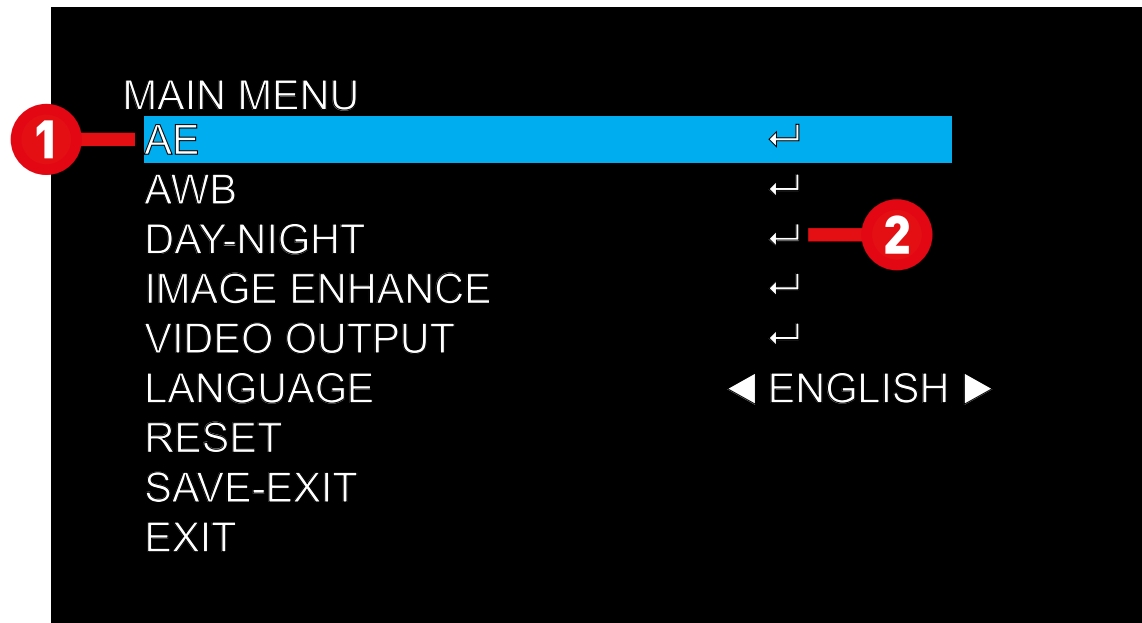 MAIN MENU
1 AE ↵
AWB ↵
DAY-NIGHT ↵ 2
IMAGE ENHANCE ↵
VIDEO OUTPUT ↵
LANGUAGE ◀ ENGLISH ▶
RESET
SAVE-EXIT
EXIT